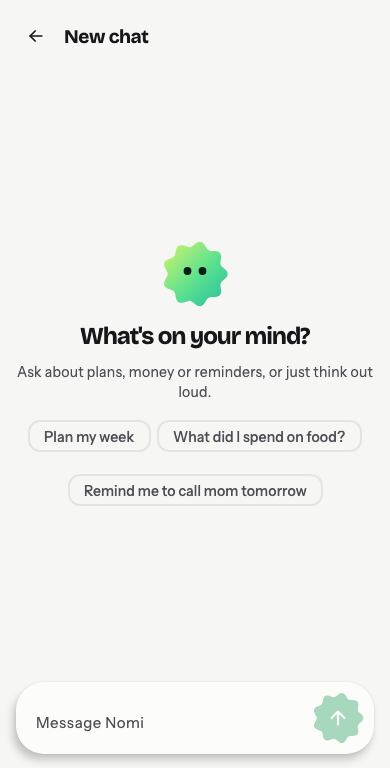 New chat
What's on your mind?
Ask about plans, money or reminders, or just think out
loud.
Plan my week
What did I spend on food?
Remind me to call mom tomorrow
Message Nomi